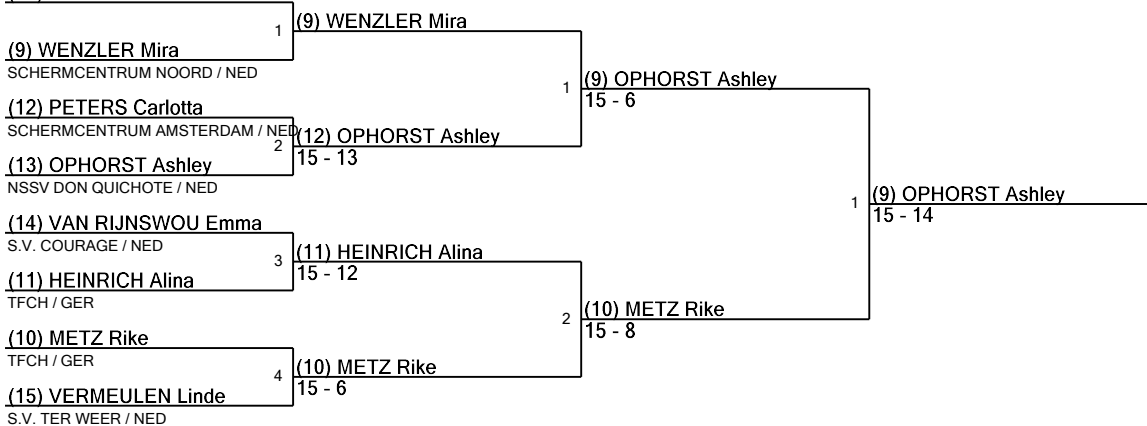 (9) WENZLER Mira
SCHERMCENTRUM NOORD / NED
(12) PETERS Carlotta
SCHERMCENTRUM AMSTERDAM / NED
(13) OPHORST Ashley
NSSV DON QUICHOTE / NED
(14) VAN RIJNSWOU Emma
S.V. COURAGE / NED
(11) HEINRICH Alina
TFCH / GER
(10) METZ Rike
TFCH / GER
(15) VERMEULEN Linde
S.V. TER WEER / NED
1
(9) WENZLER Mira
2
(12) OPHORST Ashley
15 - 13
3
(11) HEINRICH Alina
15 - 12
4
(10) METZ Rike
15 - 6
1
(9) OPHORST Ashley
15 - 6
2
(10) METZ Rike
15 - 8
1
(9) OPHORST Ashley
15 - 14